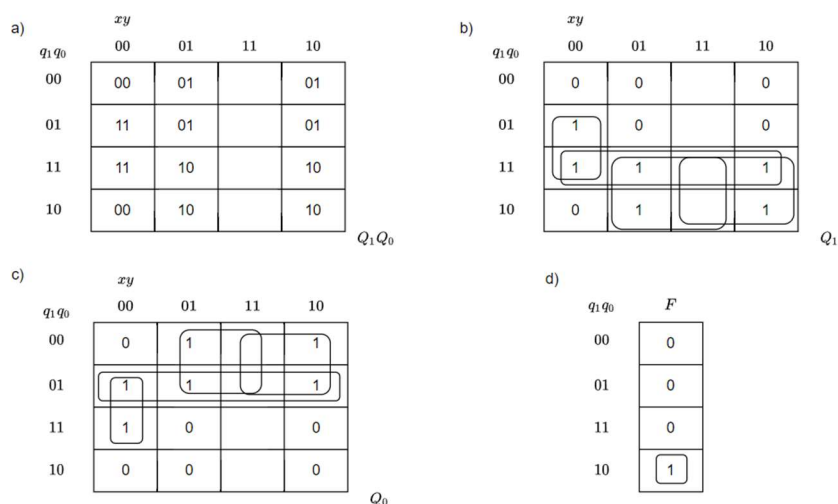 a)
xy
q₁q₀ 00 01 11 10
00 00 01 01
01 11 01 01
11 11 10 10
10 00 10 10
Q₁Q₀
b)
xy
q₁q₀ 00 01 11 10
00 0 0 0
01 1 0 0
11 1 1 1
10 0 1 1
Q₁
c)
xy
q₁q₀ 00 01 11 10
00 0 1 1
01 1 1 1
11 1 0 0
10 0 0 0
Q₀
d)
q₁q₀ F
00 0
01 0
11 0
10 1